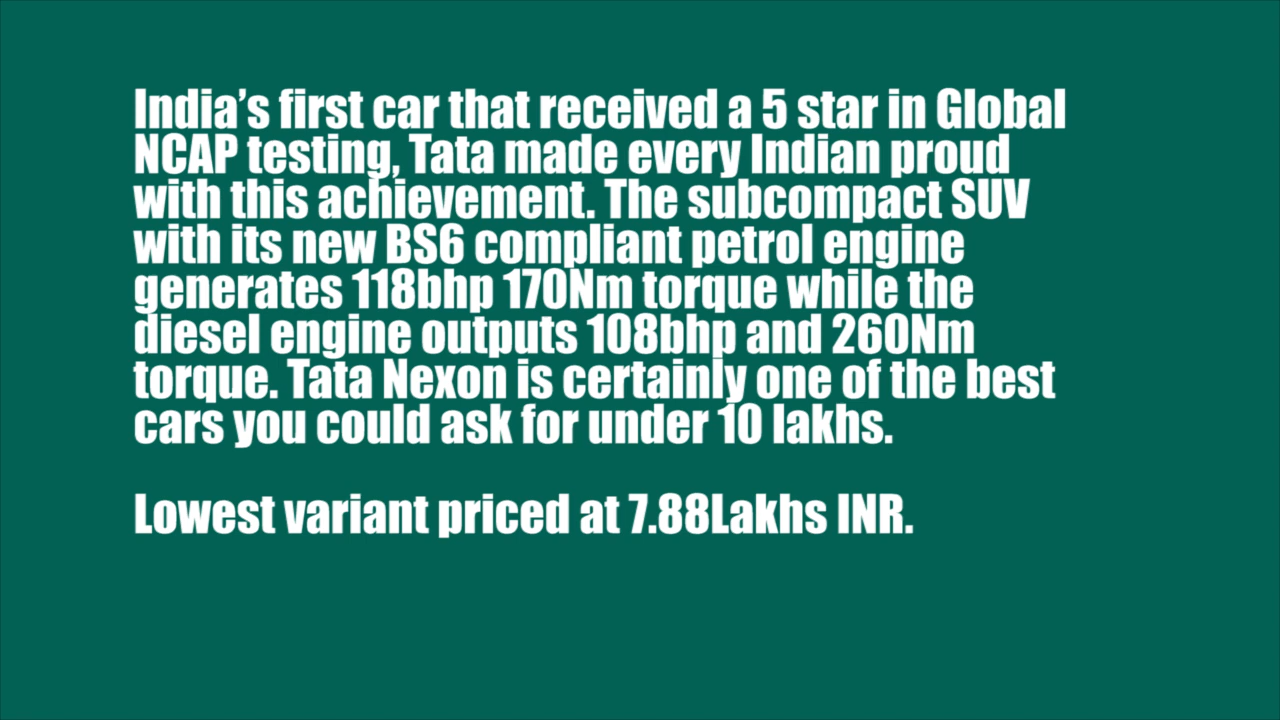 India’s first car that received a 5 star in Global
NCAP testing, Tata made every Indian proud
with this achievement. The subcompact SUV
with its new BS6 compliant petrol engine
generates 118bhp 170Nm torque while the
diesel engine outputs 108bhp and 260Nm
torque. Tata Nexon is certainly one of the best
cars you could ask for under 10 lakhs.
Lowest variant priced at 7.88Lakhs INR.